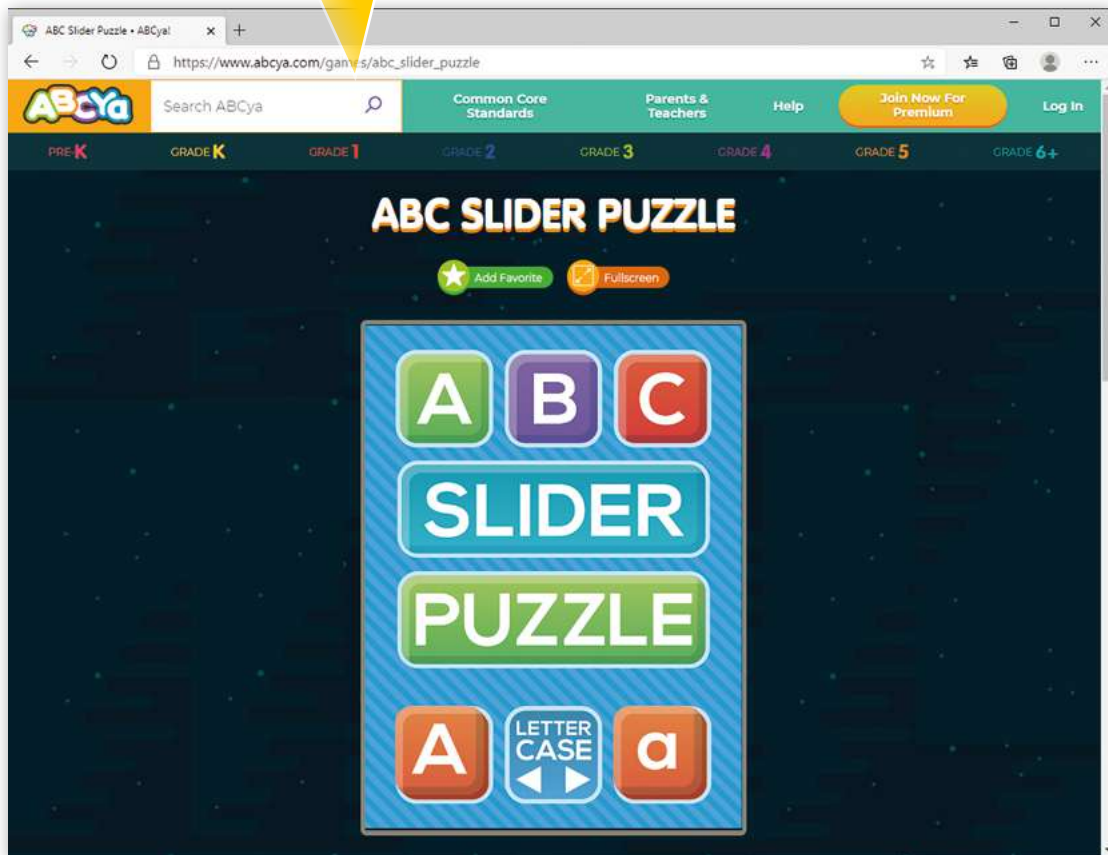 ABC Slider Puzzle • ABCya!
https://www.abcya.com/games/abc_slider_puzzle
ABCYa
Search ABCya
Common Core
Standards
Parents &
Teachers
Help
Join Now For
Premium
Log In
PRE-K
GRADE K
GRADE 1
GRADE 2
GRADE 3
GRADE 4
GRADE 5
GRADE 6+
ABC SLIDER PUZZLE
Add Favorite
Fullscreen
A B C
SLIDER
PUZZLE
A
LETTER
CASE
a